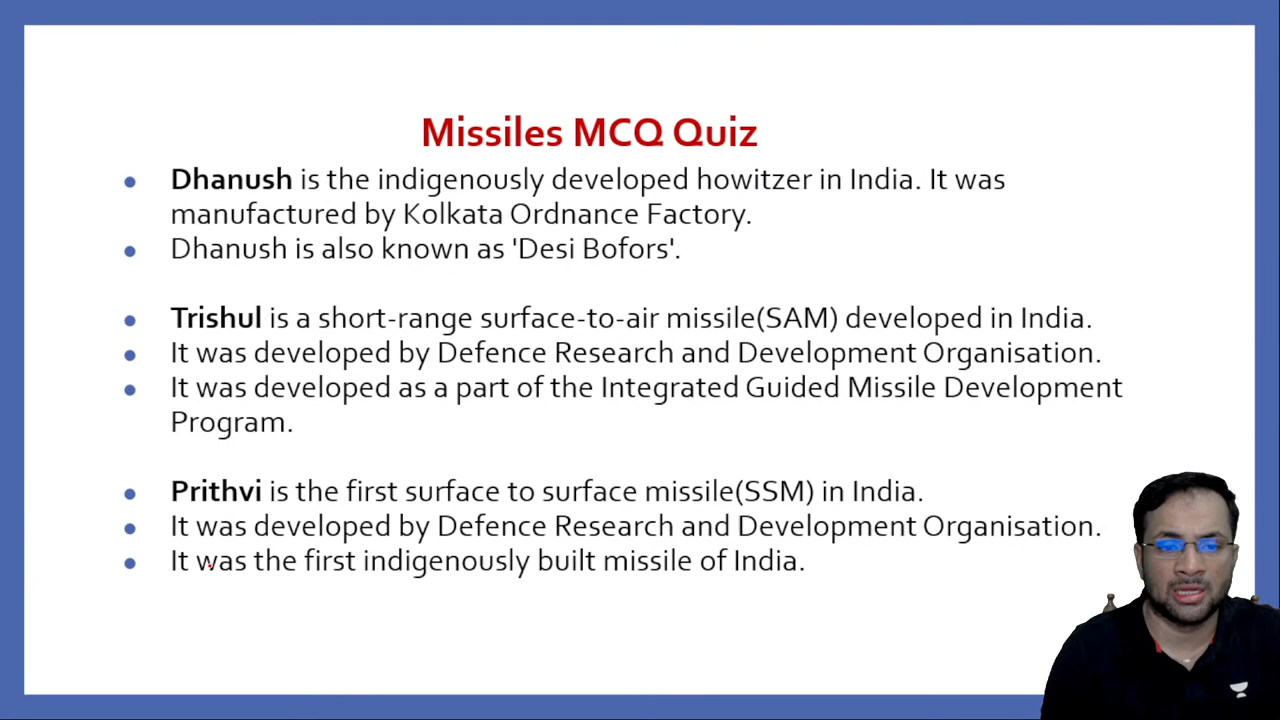 Missiles MCQ Quiz
Dhanush is the indigenously developed howitzer in India. It was
manufactured by Kolkata Ordnance Factory.
Dhanush is also known as 'Desi Bofors'.
Trishul is a short-range surface-to-air missile(SAM) developed in India.
It was developed by Defence Research and Development Organisation.
It was developed as a part of the Integrated Guided Missile Development
Program.
Prithvi is the first surface to surface missile(SSM) in India.
It was developed by Defence Research and Development Organisation.
It was the first indigenously built missile of India.